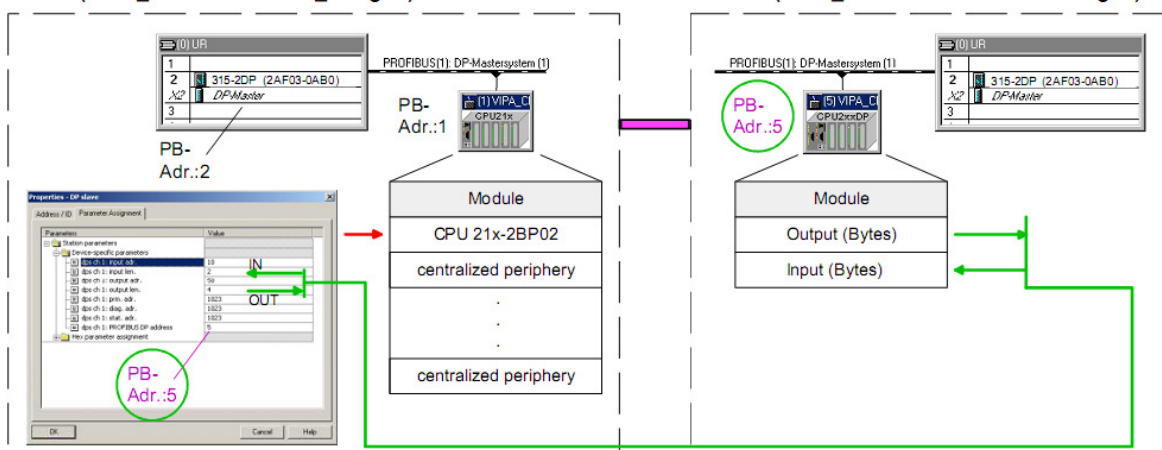 (0) UR
1
2 315-2DP (2AF03-0AB0)
X2 DP-Master
3
PROFIBUS(1): DP-Mastersystem (1)
PB-
Adr.:1
(1) VIPA_CI
CPU21x
PB-
Adr.:2
Module
CPU 21x-2BP02
centralized periphery
.
.
.
centralized periphery
Properties - DP slave
Address / ID Parameter Assignment
Parameters Value
Station parameters
Device-specific parameters
dps ch 1: input adr. 10
dps ch 1: input len. 2
dps ch 1: output adr. 50
dps ch 1: output len. 4
dps ch 1: prm. adr. 1023
dps ch 1: diag. adr. 1023
dps ch 1: stat. adr. 1023
dps ch 1: PROFIBUS DP address 5
Hex parameter assignment
IN
OUT
PB-
Adr.:5
OK Cancel Help
PROFIBUS(1): DP-Mastersystem (1)
PB-
Adr.:5
(5) VIPA_CI
CPU2xxDP
(0) UR
1
2 315-2DP (2AF03-0AB0)
X2 DP-Master
3
Module
Output (Bytes)
Input (Bytes)